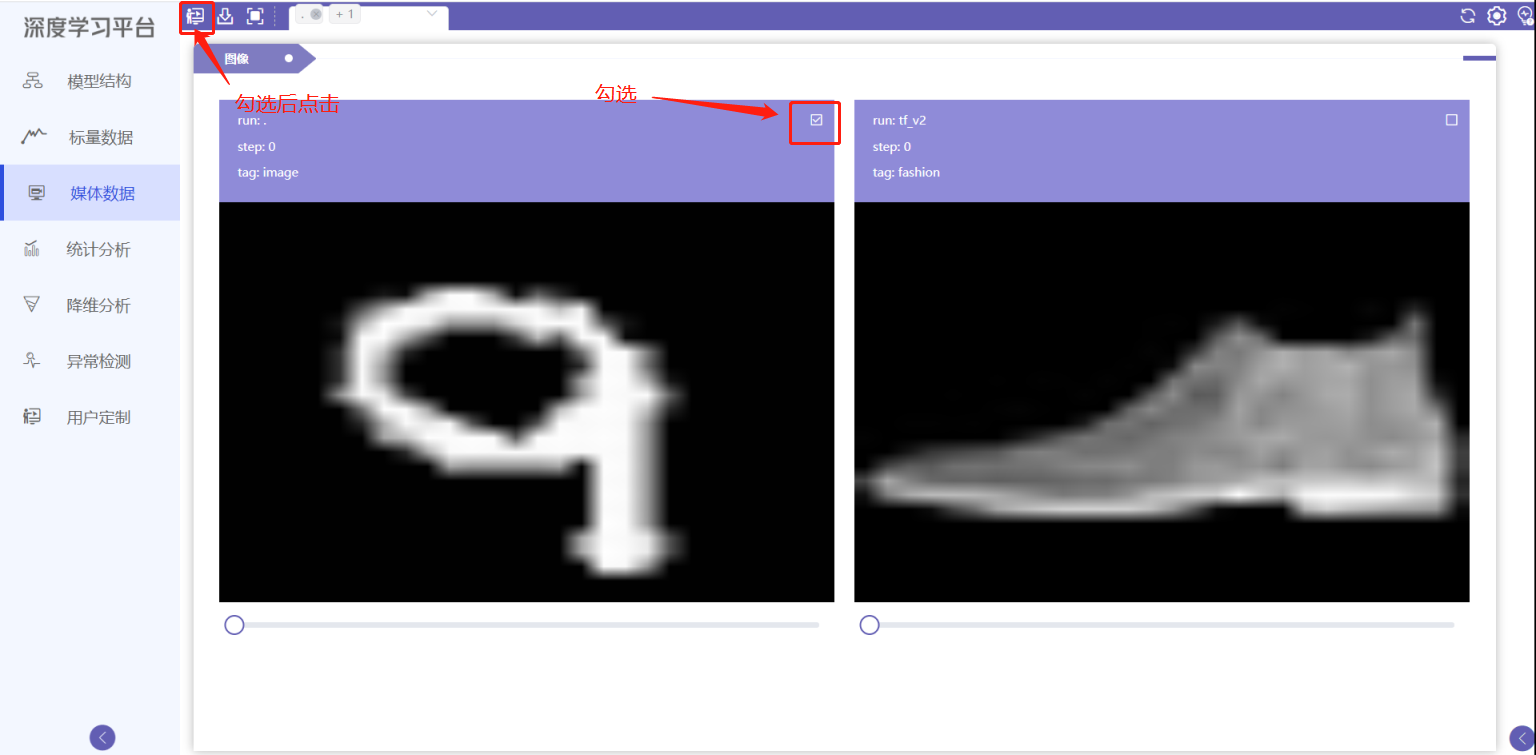 深度学习平台
. + 1
模型结构
标量数据
媒体数据
统计分析
降维分析
异常检测
用户定制
图像
勾选后点击
勾选
run: .
step: 0
tag: image
run: tf_v2
step: 0
tag: fashion
9